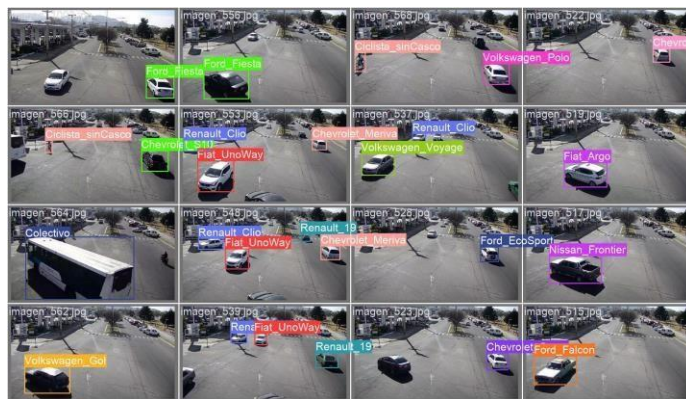 imagen_556.jpg
imagen_568.jpg
imagen_522.jpg
Ford_Fiesta
Ford_Fiesta
Ciclista_sinCasco
Volkswagen_Polo
imagen_566.jpg
imagen_553.jpg
imagen_537.jpg
imagen_519.jpg
Ciclista_sinCasco
Chevrolet_S10
Renault_Clio
Fiat_UnoWay
Chevrolet_Meriva
Renault_Clio
Volkswagen_Voyage
Fiat_Argo
imagen_564.jpg
imagen_548.jpg
imagen_528.jpg
imagen_517.jpg
Colectivo
Renault_Clio
Fiat_UnoWay
Renault_19
Chevrolet_Meriva
Ford_EcoSport
Nissan_Frontier
imagen_562.jpg
imagen_539.jpg
imagen_523.jpg
imagen_515.jpg
Volkswagen_Gol
Fiat_UnoWay
Renault_19
Ford_Falcon